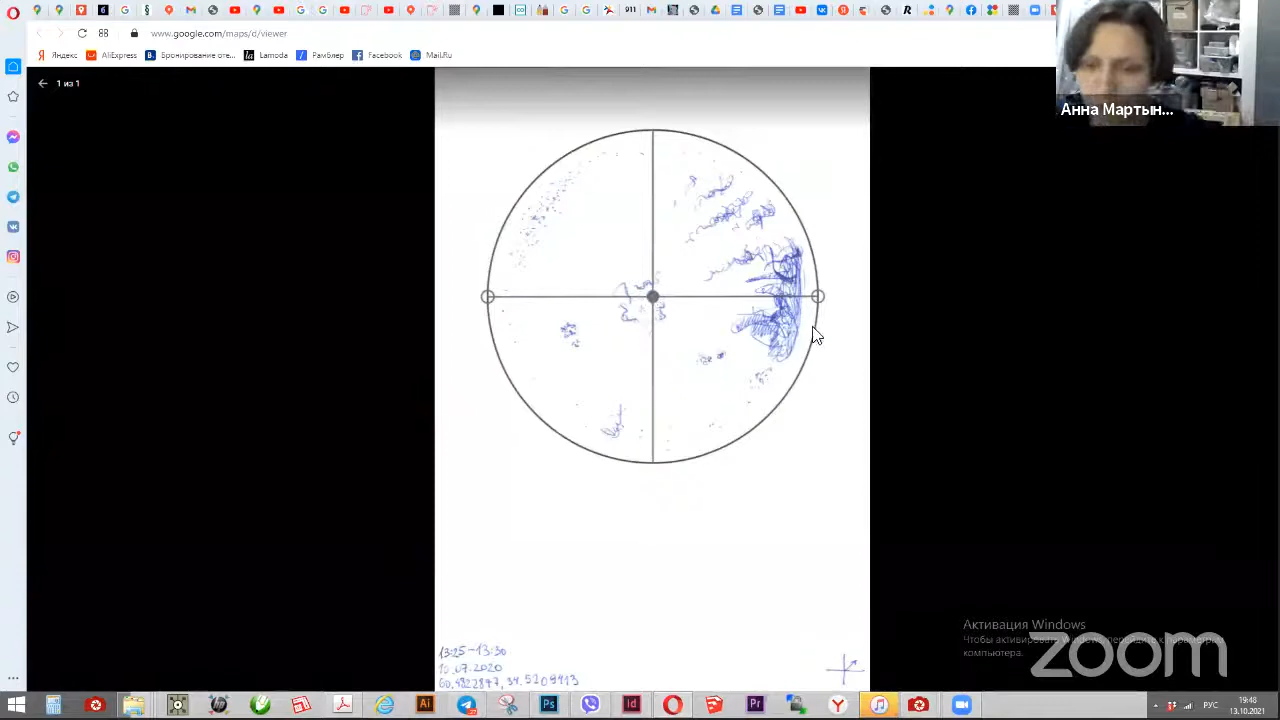 www.google.com/maps/d/viewer
Яндекс
AliExpress
Бронирование оте...
Lamoda
Рамблер
Facebook
Mail.Ru
1 из 1
Анна Мартын...
13:25-13:30
10.07.2020
Активация Windows
Чтобы активировать Windows, перейдите к параметрам
компьютера.
zoom
РУС
19:48
13.10.2021